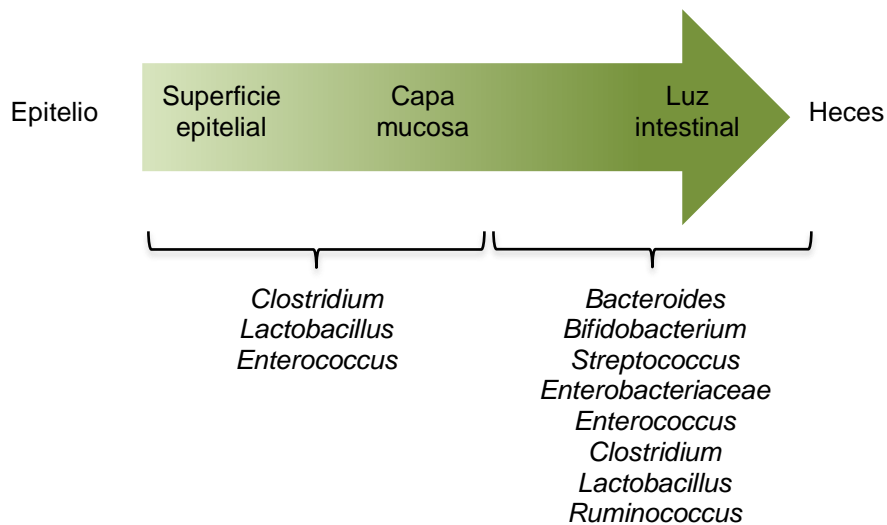 Epitelio
Superficie
epitelial
Capa
mucosa
Luz
intestinal
Heces
Clostridium
Lactobacillus
Enterococcus
Bacteroides
Bifidobacterium
Streptococcus
Enterobacteriaceae
Enterococcus
Clostridium
Lactobacillus
Ruminococcus